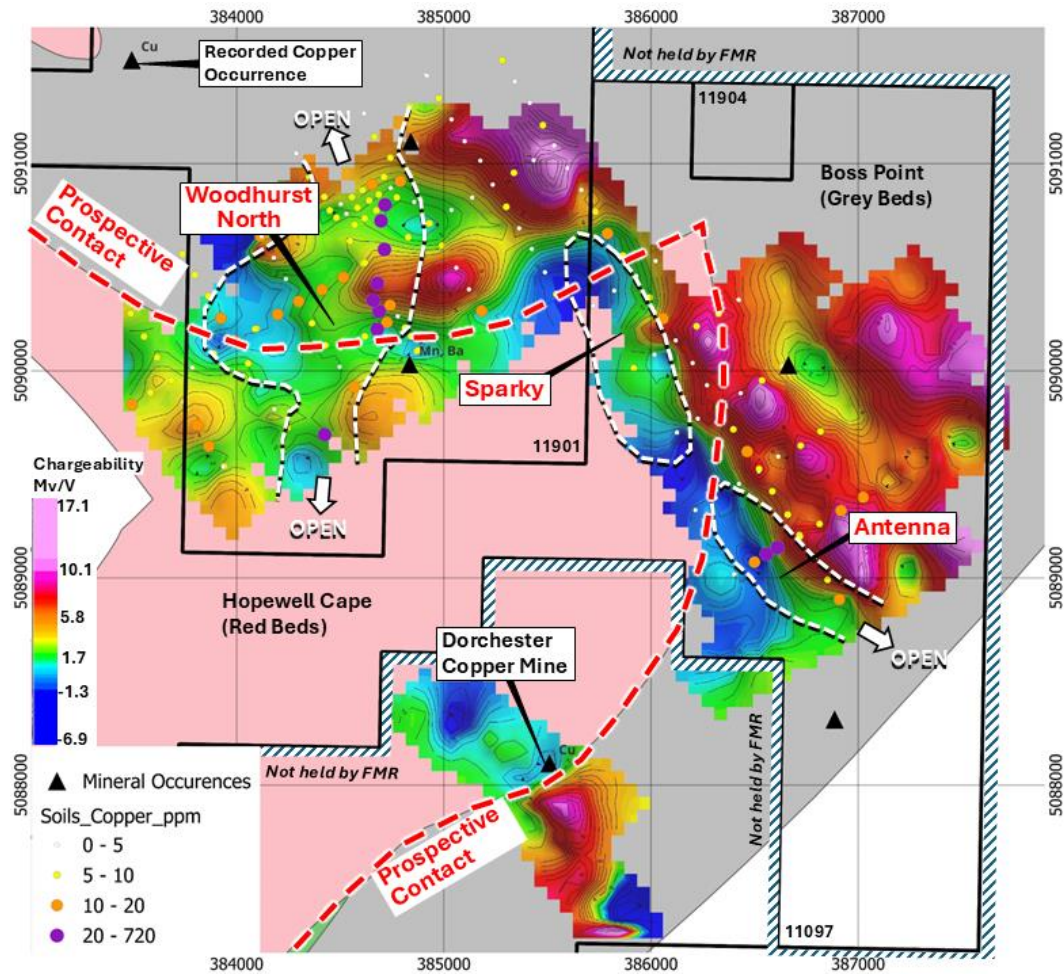 384000
385000
386000
387000
Cu
Recorded Copper
Occurrence
Not held by FMR
11904
OPEN
5091000
5091000
Boss Point
(Grey Beds)
Woodhurst
North
Prospective
Contact
Mn, Ba
5090000
5090000
Sparky
11901
Chargeability
Mv/V
17.1
10.1
5.8
1.7
-1.3
-6.9
OPEN
Antenna
5089000
5089000
Hopewell Cape
(Red Beds)
Dorchester
Copper Mine
OPEN
Cu
Not held by FMR
Not held by FMR
5088000
5088000
Mineral Occurences
Soils_Copper_ppm
0 - 5
5 - 10
10 - 20
20 - 720
Prospective
Contact
11097
384000
385000
386000
387000